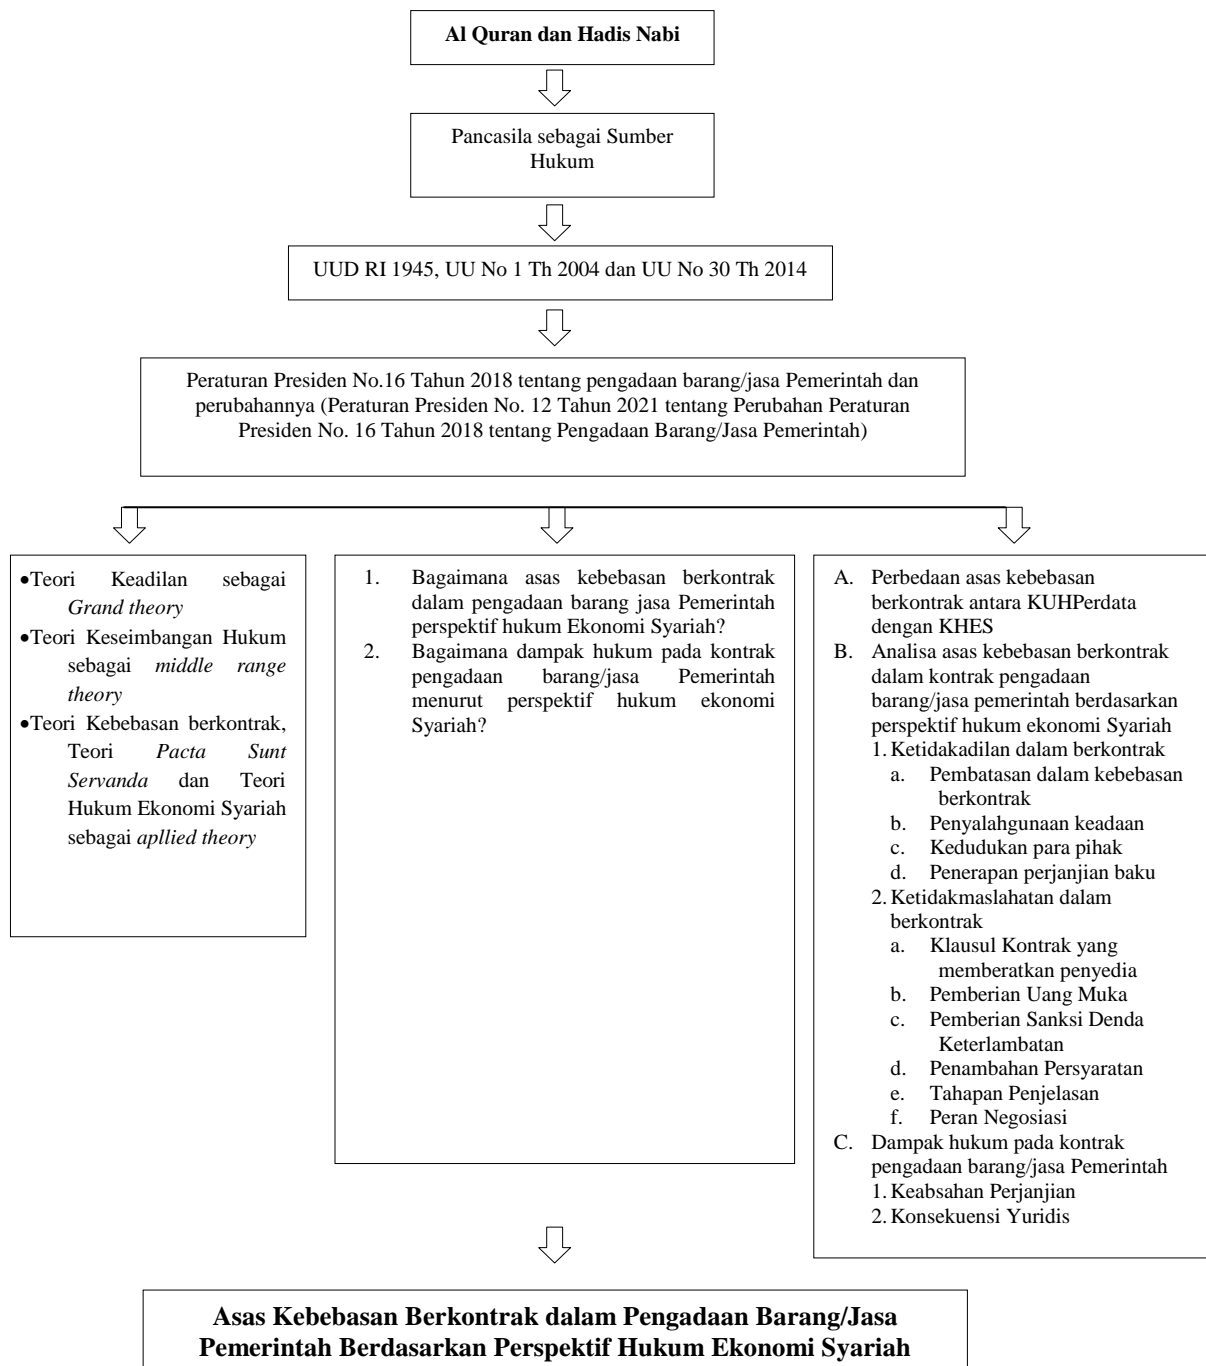 Al Quran dan Hadis Nabi
Pancasila sebagai Sumber
Hukum
UUD RI 1945, UU No 1 Th 2004 dan UU No 30 Th 2014
Peraturan Presiden No.16 Tahun 2018 tentang pengadaan barang/jasa Pemerintah dan
perubahannya (Peraturan Presiden No. 12 Tahun 2021 tentang Perubahan Peraturan
Presiden No. 16 Tahun 2018 tentang Pengadaan Barang/Jasa Pemerintah)
•Teori Keadilan sebagai
Grand theory
•Teori Keseimbangan Hukum
sebagai middle range
theory
•Teori Kebebasan berkontrak,
Teori Pacta Sunt
Servanda dan Teori
Hukum Ekonomi Syariah
sebagai apllied theory
1. Bagaimana asas kebebasan berkontrak
dalam pengadaan barang jasa Pemerintah
perspektif hukum Ekonomi Syariah?
2. Bagaimana dampak hukum pada kontrak
pengadaan barang/jasa Pemerintah
menurut perspektif hukum ekonomi
Syariah?
A. Perbedaan asas kebebasan
berkontrak antara KUHPerdata
dengan KHES
B. Analisa asas kebebasan berkontrak
dalam kontrak pengadaan
barang/jasa pemerintah berdasarkan
perspektif hukum ekonomi Syariah
1. Ketidakadilan dalam berkontrak
a. Pembatasan dalam kebebasan
berkontrak
b. Penyalahgunaan keadaan
c. Kedudukan para pihak
d. Penerapan perjanjian baku
2. Ketidakmaslahatan dalam
berkontrak
a. Klausul Kontrak yang
memberatkan penyedia
b. Pemberian Uang Muka
c. Pemberian Sanksi Denda
Keterlambatan
d. Penambahan Persyaratan
e. Tahapan Penjelasan
f. Peran Negosiasi
C. Dampak hukum pada kontrak
pengadaan barang/jasa Pemerintah
1. Keabsahan Perjanjian
2. Konsekuensi Yuridis
Asas Kebebasan Berkontrak dalam Pengadaan Barang/Jasa
Pemerintah Berdasarkan Perspektif Hukum Ekonomi Syariah